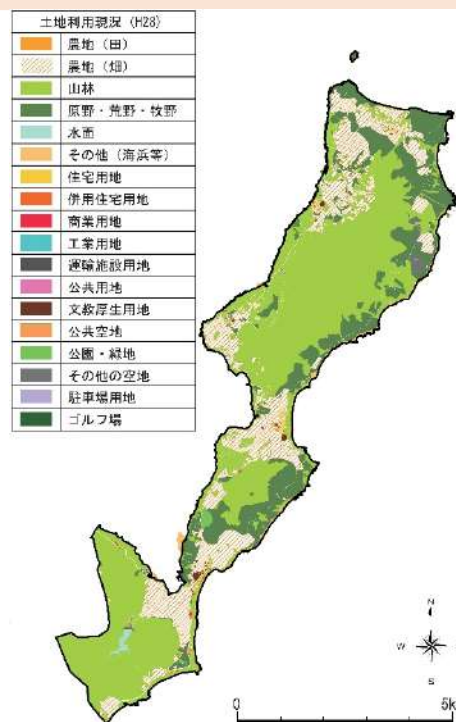 土地利用現況（H28）
農地（田）
農地（畑）
山林
原野・荒野・牧野
水面
その他（海浜等）
住宅用地
併用住宅用地
商業用地
工業用地
運輸施設用地
公共用地
文教厚生用地
公共空地
公園・緑地
その他の空地
駐車場用地
ゴルフ場
N
W
E
S
0
5k